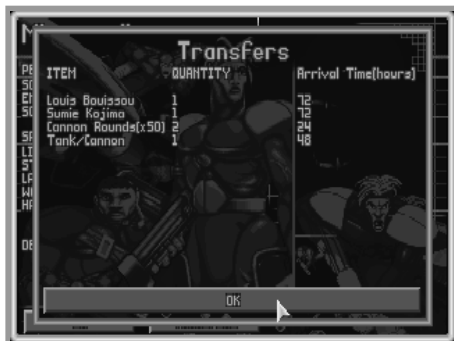 Transfers
ITEM QUANTITY Arrival Time(hours)
Louis Bouissou 1 72
Sumie Kojima 1 72
Cannon Rounds(x50) 2 24
Tank/Cannon 1 48
OK